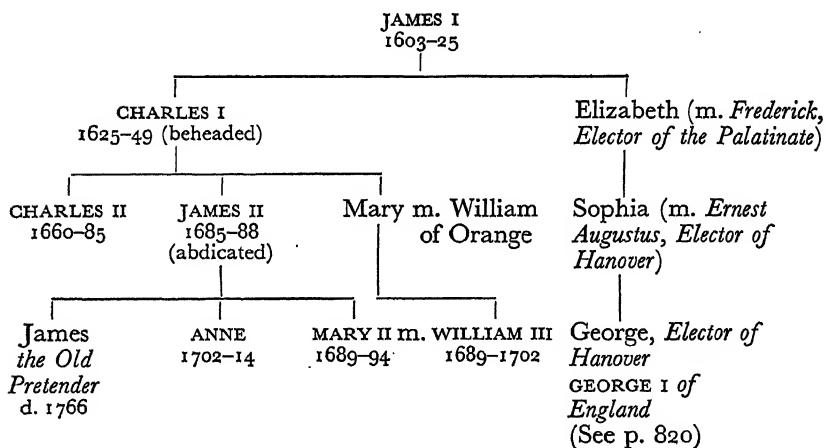 JAMES I
1603–25
CHARLES I
1625–49 (beheaded)
Elizabeth (m. Frederick,
Elector of the Palatinate)
CHARLES II
1660–85
JAMES II
1685–88
(abdicated)
Mary m. William
of Orange
Sophia (m. Ernest
Augustus, Elector of
Hanover)
James
the Old
Pretender
d. 1766
ANNE
1702–14
MARY II m. WILLIAM III
1689–94 1689–1702
George, Elector of
Hanover
GEORGE I of
England
(See p. 820)